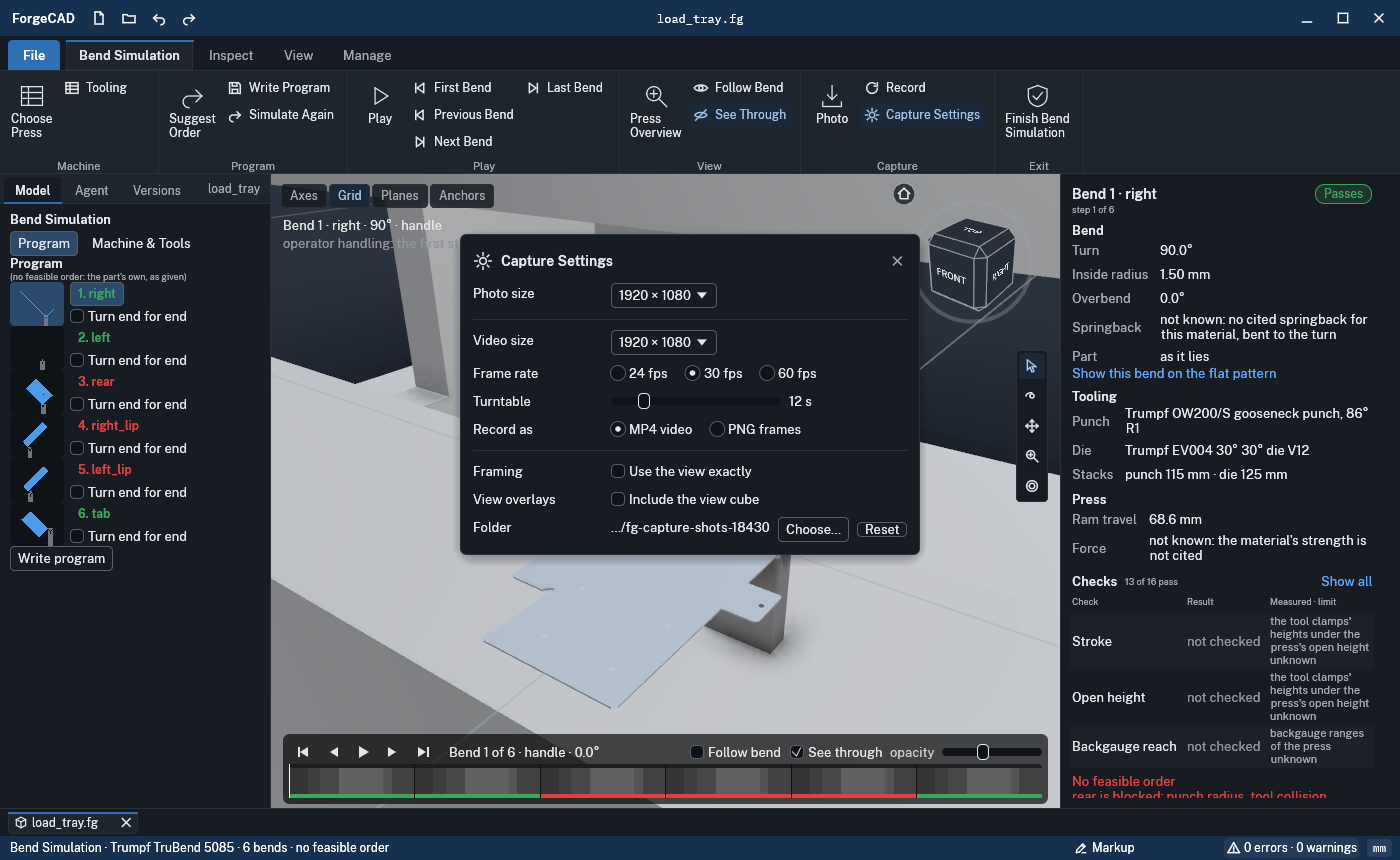 ForgeCAD
load_tray.fg
File
Bend Simulation
Inspect
View
Manage
Choose Press
Tooling
Machine
Suggest Order
Write Program
Simulate Again
Program
Play
First Bend
Previous Bend
Next Bend
Last Bend
Play
Press Overview
Follow Bend
See Through
View
Photo
Record
Capture Settings
Capture
Finish Bend Simulation
Exit
Model
Agent
Versions
load_tray
Bend Simulation
Program
Machine & Tools
Program
(no feasible order: the part's own, as given)
1. right
Turn end for end
2. left
Turn end for end
3. rear
Turn end for end
4. right_lip
Turn end for end
5. left_lip
Turn end for end
6. tab
Turn end for end
Write program
Axes
Grid
Planes
Anchors
Bend 1 · right · 90° · handle
operator handling: the first st
TOP
FRONT
RIGHT
Capture Settings
Photo size
1920 × 1080
Video size
1920 × 1080
Frame rate
24 fps
30 fps
60 fps
Turntable
12 s
Record as
MP4 video
PNG frames
Framing
Use the view exactly
View overlays
Include the view cube
Folder
.../fg-capture-shots-18430
Choose...
Reset
Bend 1 of 6 · handle · 0.0°
Follow bend
See through
opacity
Bend 1 · right
Passes
step 1 of 6
Bend
Turn
90.0°
Inside radius
1.50 mm
Overbend
0.0°
Springback
not known: no cited springback for
this material, bent to the turn
Part
as it lies
Show this bend on the flat pattern
Tooling
Punch
Trumpf OW200/S gooseneck punch, 86°
R1
Die
Trumpf EV004 30° 30° die V12
Stacks
punch 115 mm · die 125 mm
Press
Ram travel
68.6 mm
Force
not known: the material's strength is
not cited
Checks
13 of 16 pass
Show all
Check
Result
Measured · limit
Stroke
not checked
the tool clamps'
heights under the
press's open height
unknown
Open height
not checked
the tool clamps'
heights under the
press's open height
unknown
Backgauge reach
not checked
backgauge ranges
of the press
unknown
No feasible order
rear is blocked: punch radius, tool collision
load_tray.fg
Bend Simulation · Trumpf TruBend 5085 · 6 bends · no feasible order
Markup
0 errors · 0 warnings
mm